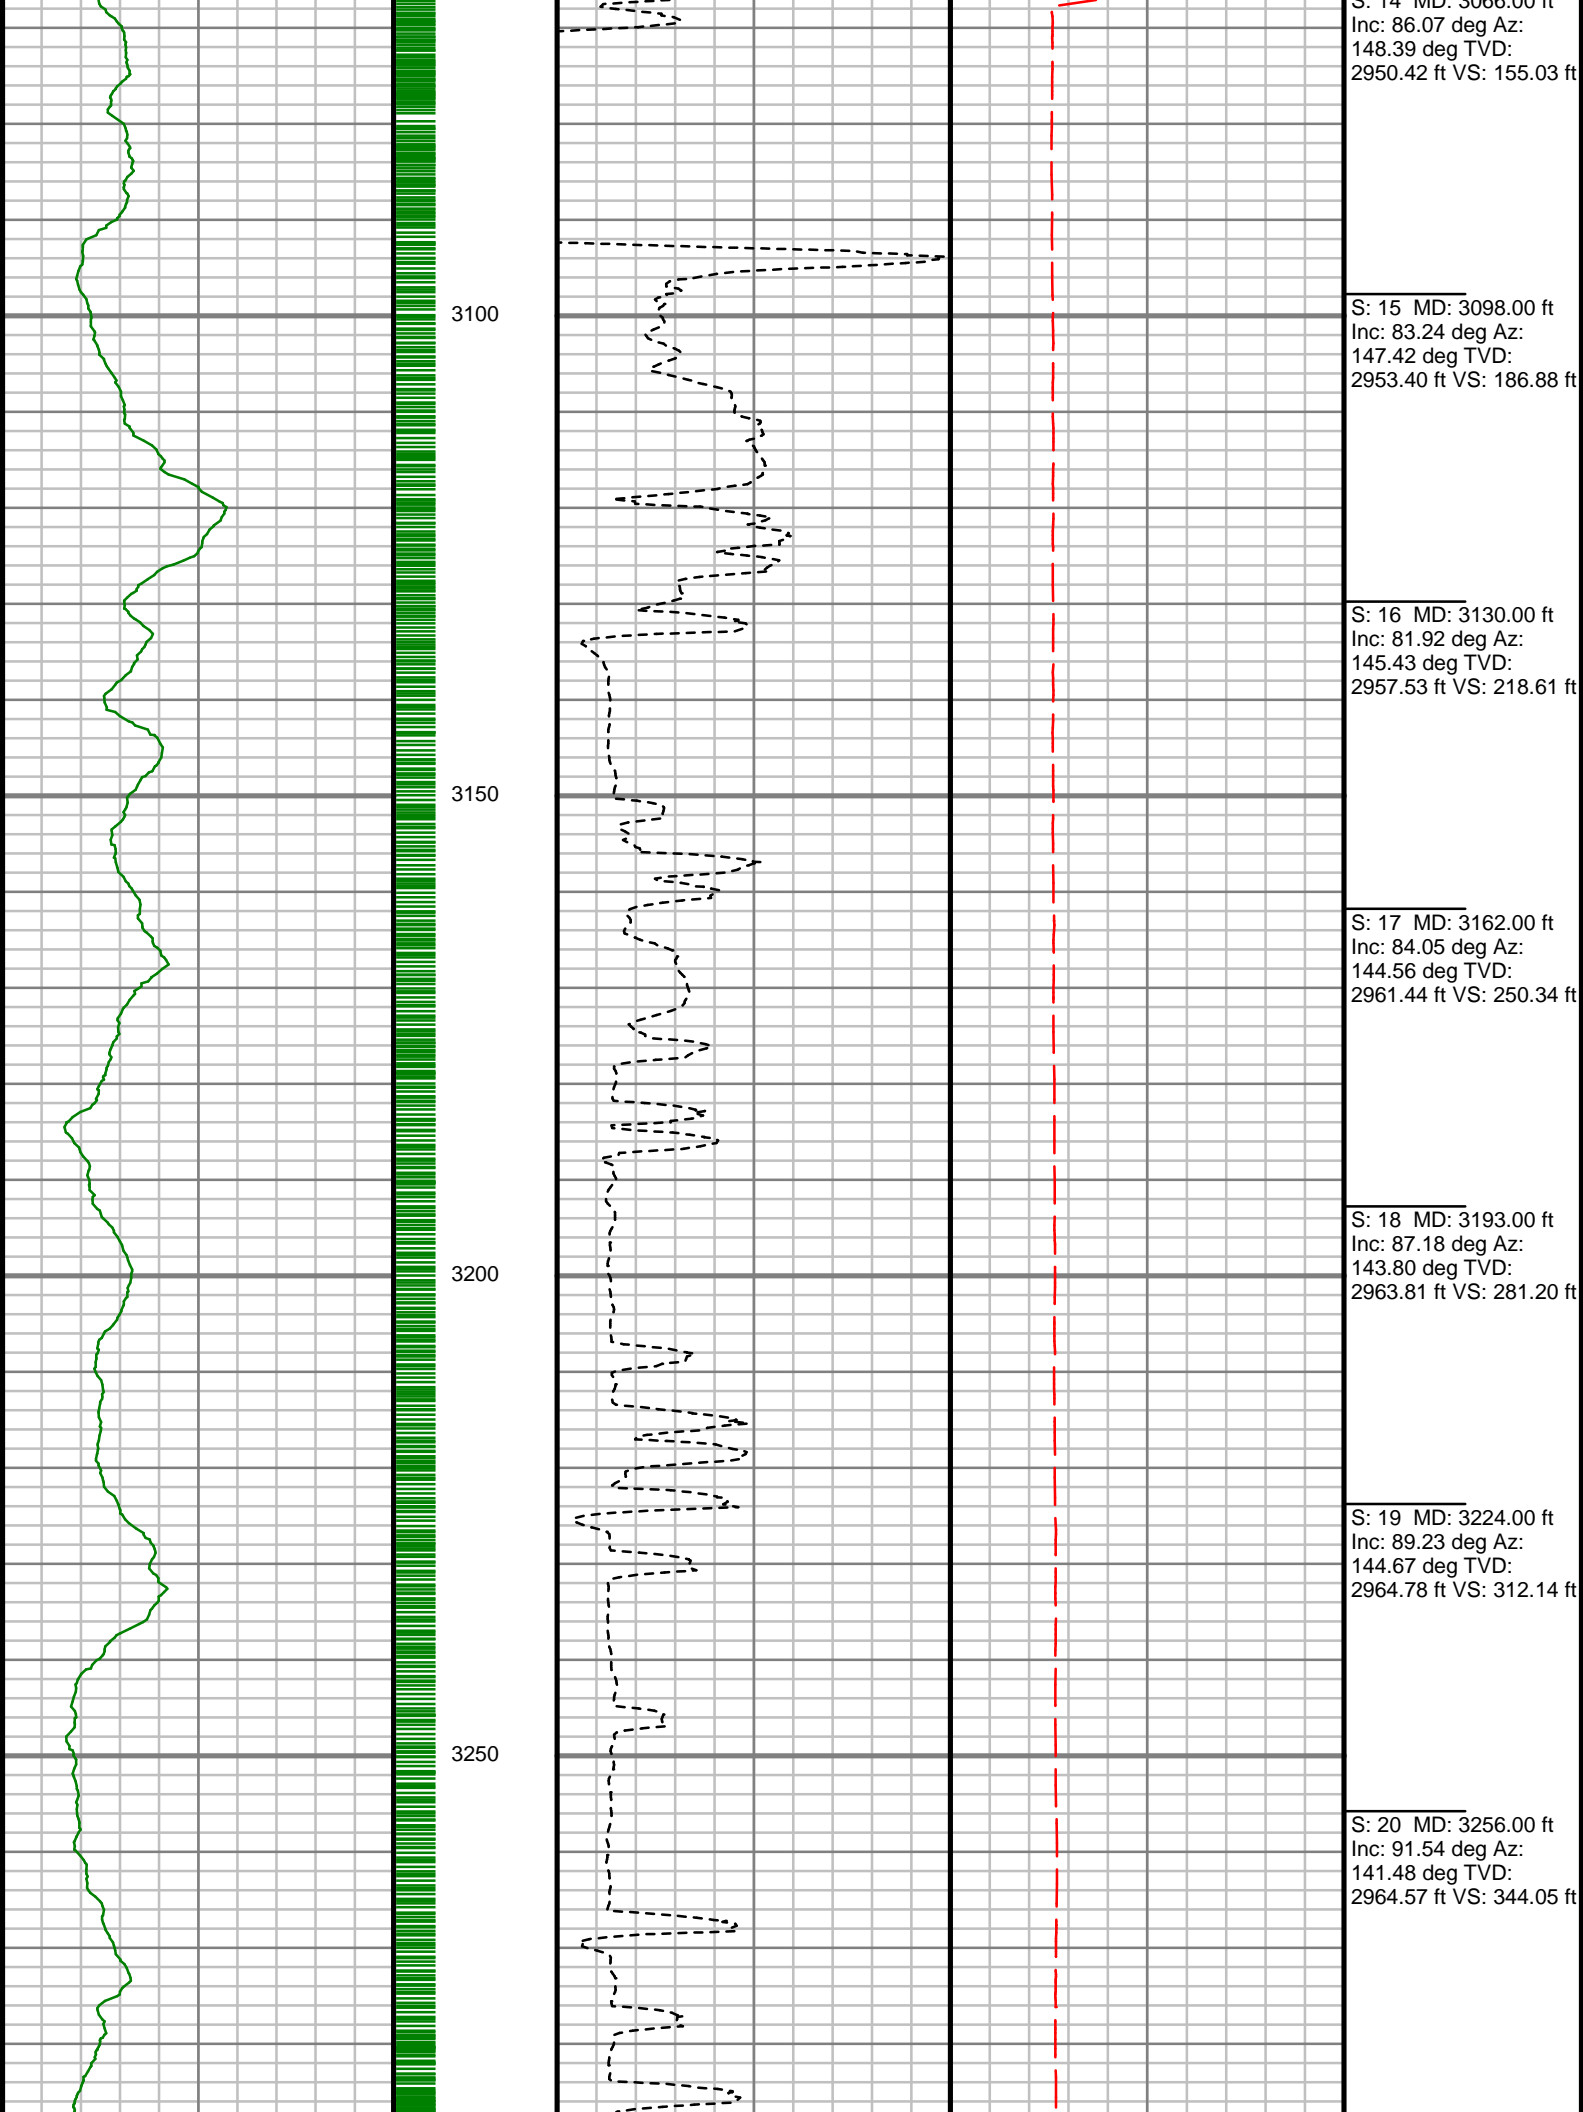 S: 14 MD: 3066.00 ft
Inc: 86.07 deg Az:
148.39 deg TVD:
2950.42 ft VS: 155.03 ft
3100
S: 15 MD: 3098.00 ft
Inc: 83.24 deg Az:
147.42 deg TVD:
2953.40 ft VS: 186.88 ft
S: 16 MD: 3130.00 ft
Inc: 81.92 deg Az:
145.43 deg TVD:
2957.53 ft VS: 218.61 ft
3150
S: 17 MD: 3162.00 ft
Inc: 84.05 deg Az:
144.56 deg TVD:
2961.44 ft VS: 250.34 ft
S: 18 MD: 3193.00 ft
Inc: 87.18 deg Az:
143.80 deg TVD:
2963.81 ft VS: 281.20 ft
3200
S: 19 MD: 3224.00 ft
Inc: 89.23 deg Az:
144.67 deg TVD:
2964.78 ft VS: 312.14 ft
3250
S: 20 MD: 3256.00 ft
Inc: 91.54 deg Az:
141.48 deg TVD:
2964.57 ft VS: 344.05 ft